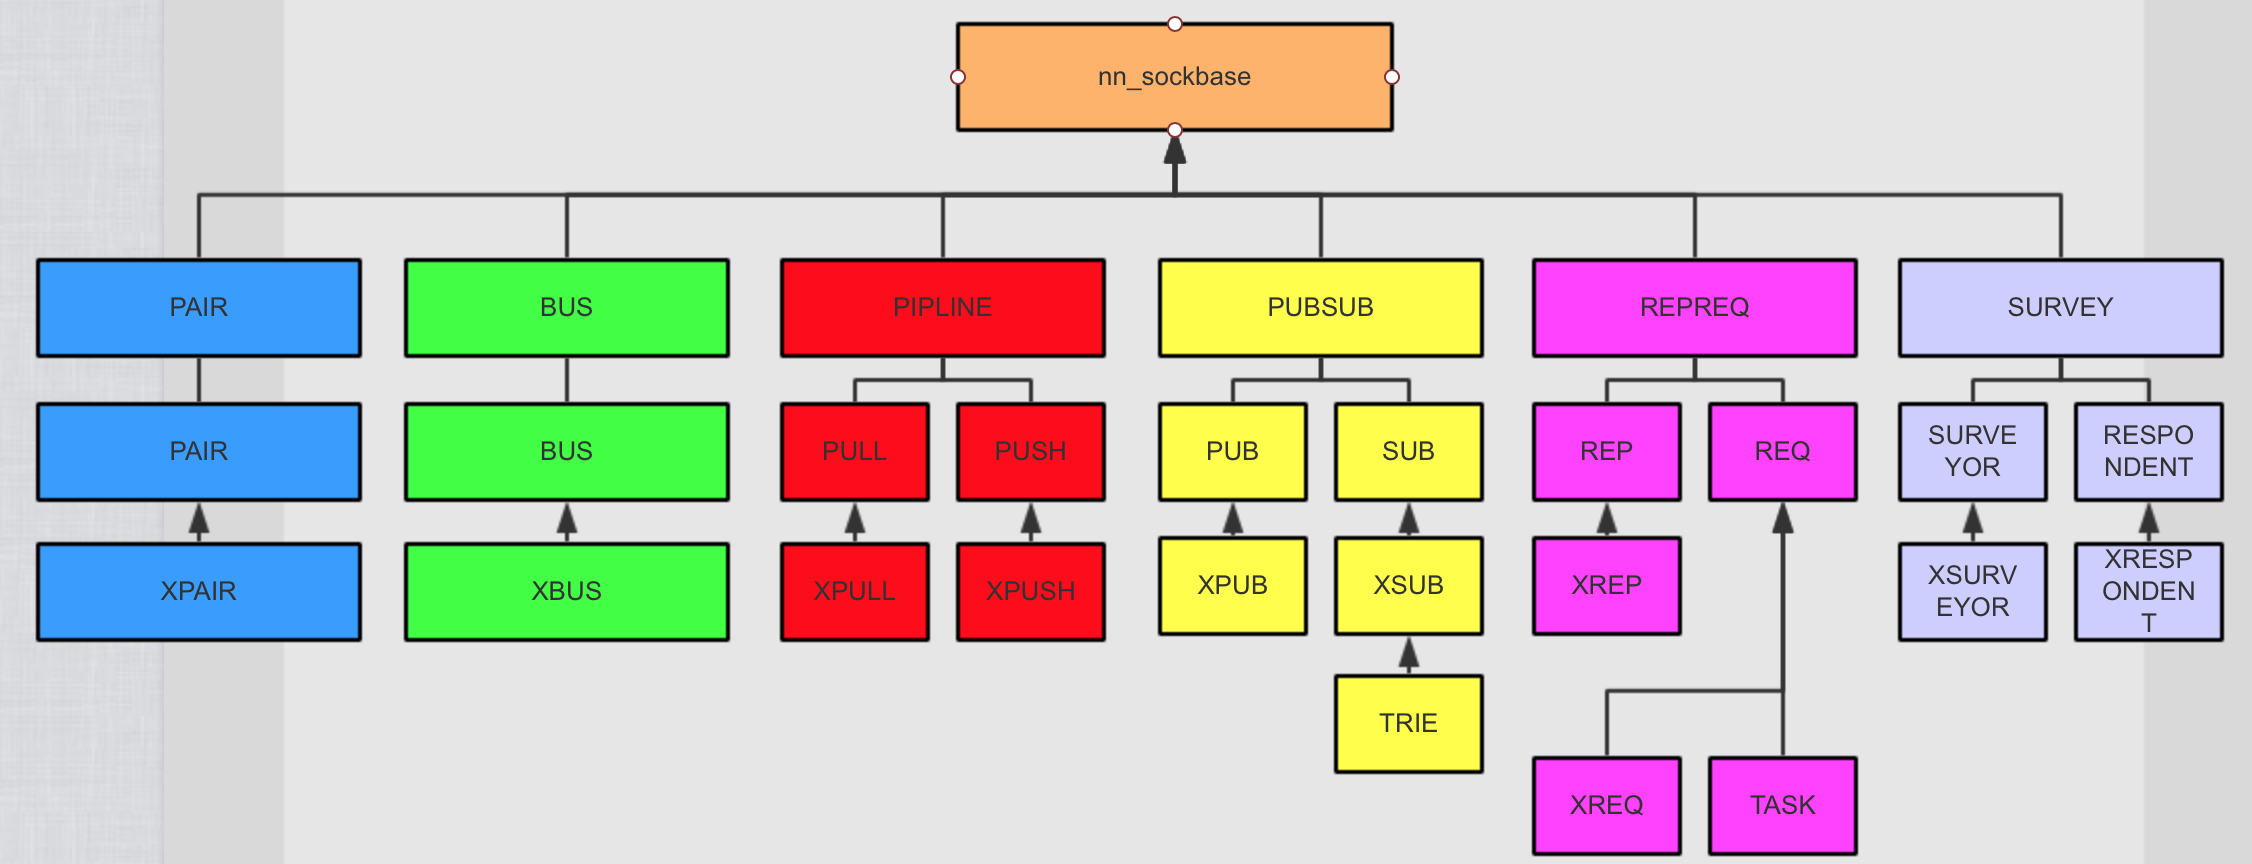 nn_sockbase
PAIR
BUS
PIPLINE
PUBSUB
REPREQ
SURVEY
PAIR
BUS
PULL
PUSH
PUB
SUB
REP
REQ
SURVE
YOR
RESPO
NDENT
XPAIR
XBUS
XPULL
XPUSH
XPUB
XSUB
XREP
XSURV
EYOR
XRESP
ONDEN
T
TRIE
XREQ
TASK